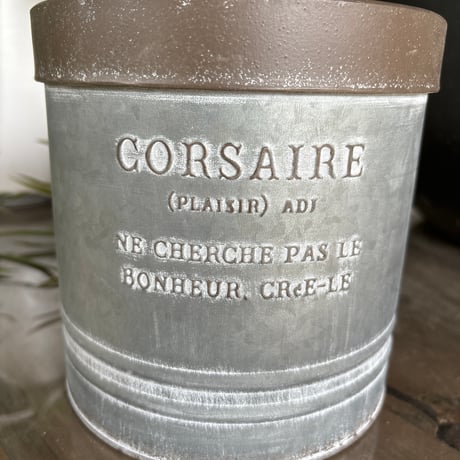 CORSAIRE
(PLAISIR) ADJ
NE CHERCHE PAS LE
BONHEUR. CRéE-LE